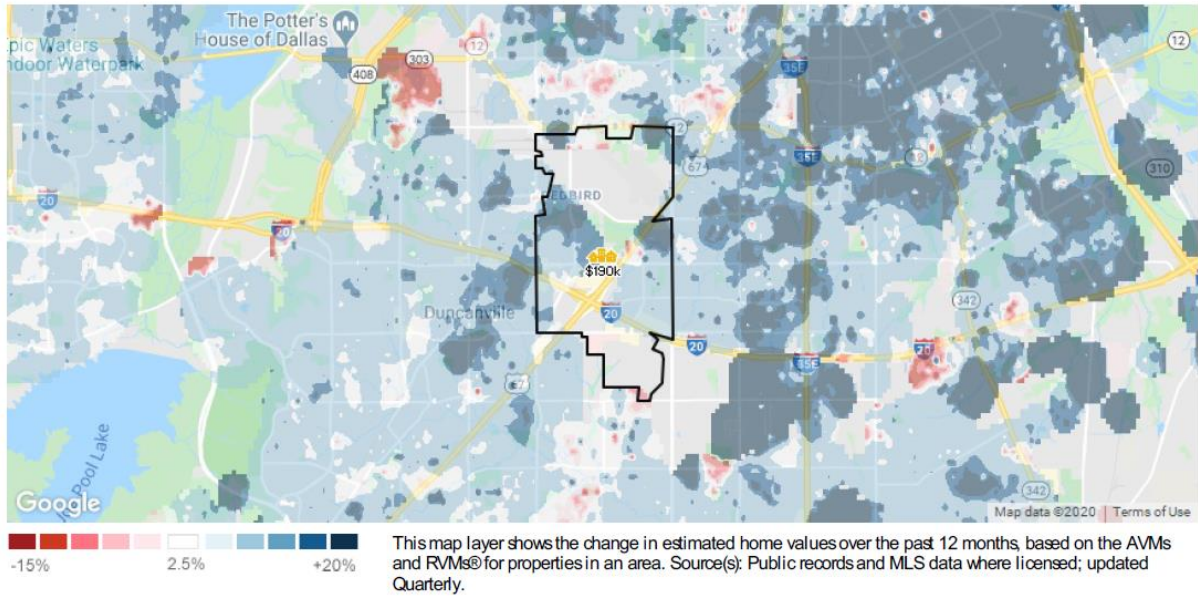 The Potter's
House of Dallas
12
303
408
pic Waters
ndoor Waterpark
35E
12
12
67
35E
12
310
EDBIRD
20
20
$190k
20
Duncanville
342
20
35E
20
67
Pool Lake
342
Google
Map data ©2020 | Terms of Use
-15%
2.5%
+20%
This map layer shows the change in estimated home values over the past 12 months, based on the AVMs
and RVMs® for properties in an area. Source(s): Public records and MLS data where licensed; updated
Quarterly.